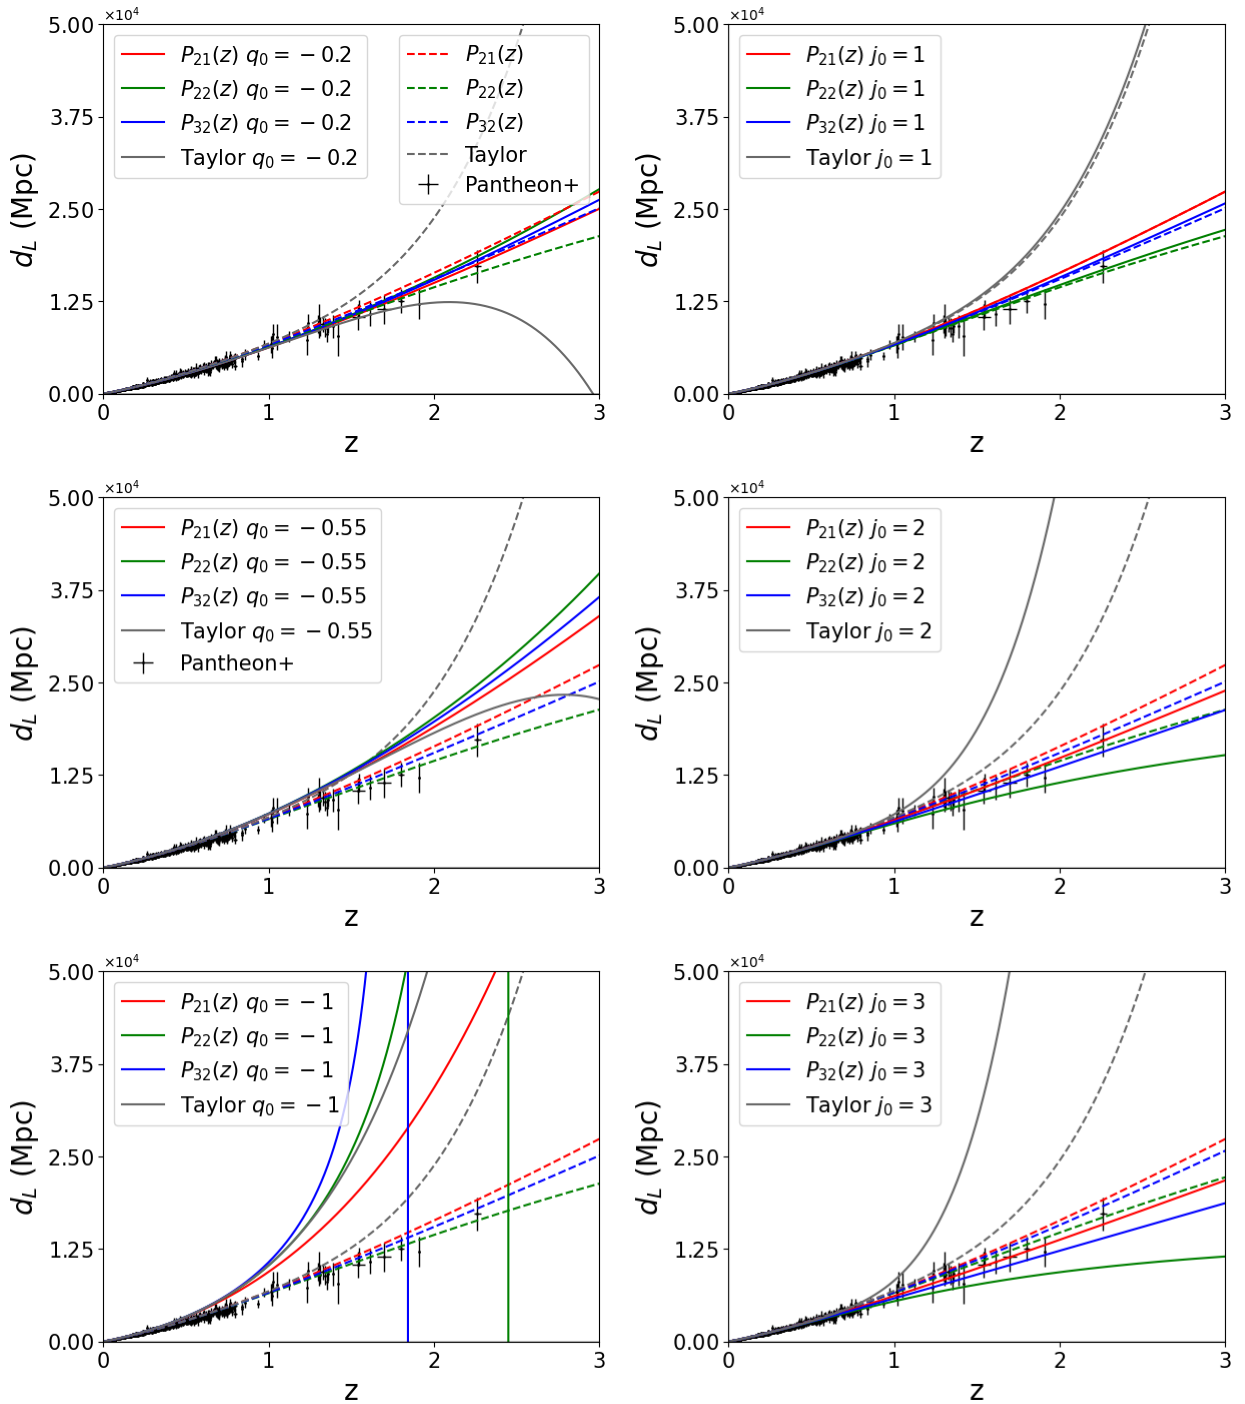 ×10⁴
5.00
3.75
2.50
1.25
0.00
d_L (Mpc)
P₂₁(z) q₀ = −0.2
P₂₂(z) q₀ = −0.2
P₃₂(z) q₀ = −0.2
Taylor q₀ = −0.2
P₂₁(z)
P₂₂(z)
P₃₂(z)
Taylor
Pantheon+
0 1 2 3
z
×10⁴
5.00
3.75
2.50
1.25
0.00
d_L (Mpc)
P₂₁(z) j₀ = 1
P₂₂(z) j₀ = 1
P₃₂(z) j₀ = 1
Taylor j₀ = 1
0 1 2 3
z
×10⁴
5.00
3.75
2.50
1.25
0.00
d_L (Mpc)
P₂₁(z) q₀ = −0.55
P₂₂(z) q₀ = −0.55
P₃₂(z) q₀ = −0.55
Taylor q₀ = −0.55
Pantheon+
0 1 2 3
z
×10⁴
5.00
3.75
2.50
1.25
0.00
d_L (Mpc)
P₂₁(z) j₀ = 2
P₂₂(z) j₀ = 2
P₃₂(z) j₀ = 2
Taylor j₀ = 2
0 1 2 3
z
×10⁴
5.00
3.75
2.50
1.25
0.00
d_L (Mpc)
P₂₁(z) q₀ = −1
P₂₂(z) q₀ = −1
P₃₂(z) q₀ = −1
Taylor q₀ = −1
0 1 2 3
z
×10⁴
5.00
3.75
2.50
1.25
0.00
d_L (Mpc)
P₂₁(z) j₀ = 3
P₂₂(z) j₀ = 3
P₃₂(z) j₀ = 3
Taylor j₀ = 3
0 1 2 3
z